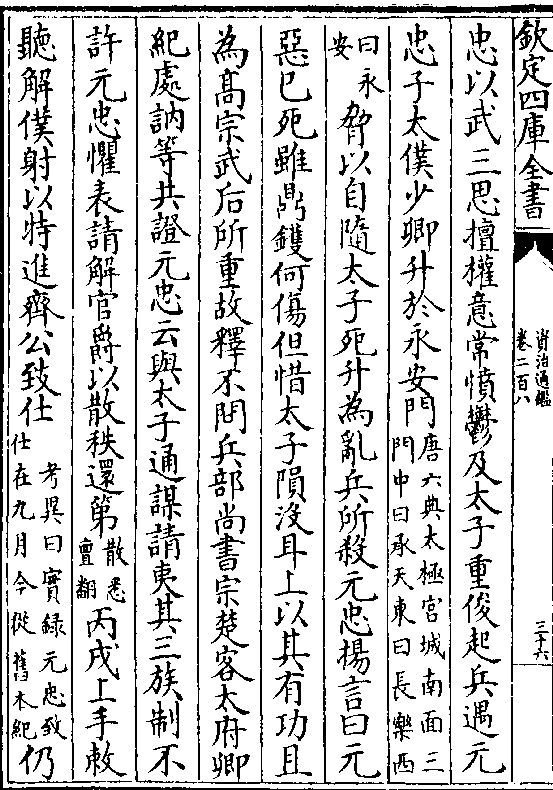 欽定四庫全書
資治通鑑
卷二百八
三十六
忠以武三思擅權意常憤鬱及太子重俊起兵遇元
忠子太僕少卿升於永安門唐六典太極宮城南面三
門中曰承天東曰長樂西
曰永
安脅以自隨太子死升為亂兵所殺元忠揚言曰元
惡已死雖鼎鑊何傷但惜太子隕沒耳上以其有功且
為高宗武后所重故釋不問兵部尚書宗楚客太府卿
紀處訥等共證元忠云與太子通謀請夷其三族制不
許元忠懼表請解官爵以散秩還第散悉
亶翻丙戌上手敕
聽解僕射以特進齊公致仕考異曰實録元忠致
仕在九月今從舊本紀仍